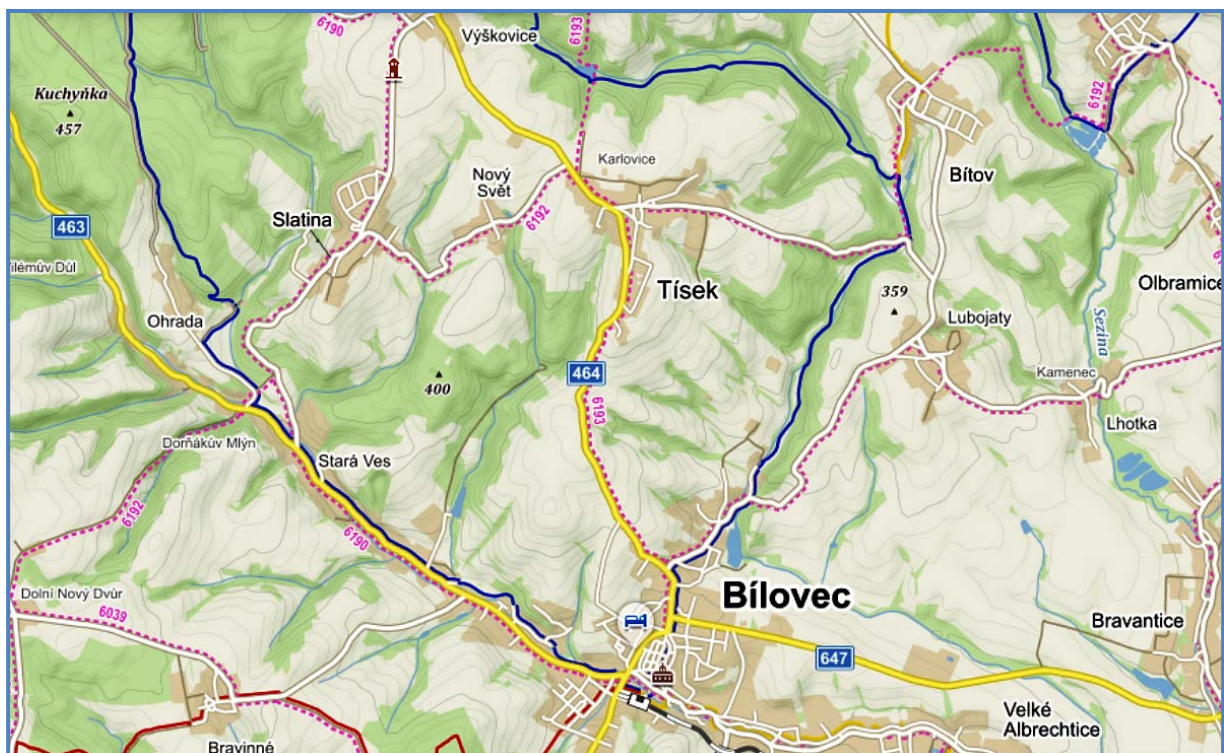 6190
6193
Výškovice
Kuchyňka
457
6192
Karlovice
Nový
Svět
Bítov
Slatina
6192
463
Tísek
359
Olbramice
Ohrada
Lubojaty
Sezina
464
400
6193
Kamenec
Dorňákův Mlýn
Lhotka
Stará Ves
6192
6190
Dolní Nový Dvůr
6039
Bílovec
Bravantice
647
Velké
Albrechtice
Bravinné